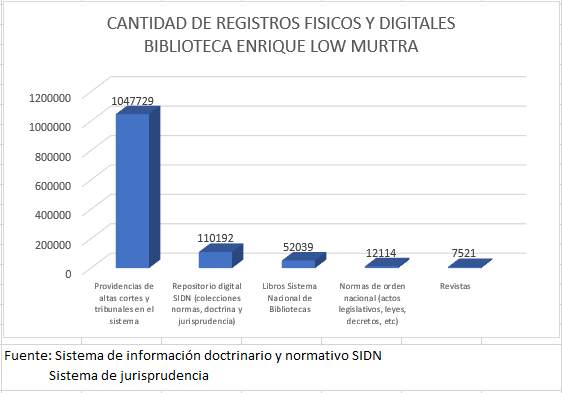 CANTIDAD DE REGISTROS FISICOS Y DIGITALES
BIBLIOTECA ENRIQUE LOW MURTRA
1200000
1000000
800000
600000
400000
200000
0
1047729
110192
52039
12114
7521
Providencias de
altas cortes y
tribunales en el
sistema
Repositorio digital
SIDN (colecciones
normas, doctrina y
jurisprudencia)
Libros Sistema
Nacional de
Bibliotecas
Normas de orden
nacional (actos
legislativos, leyes,
decretos, etc)
Revistas
Fuente: Sistema de información doctrinario y normativo SIDN
Sistema de jurisprudencia